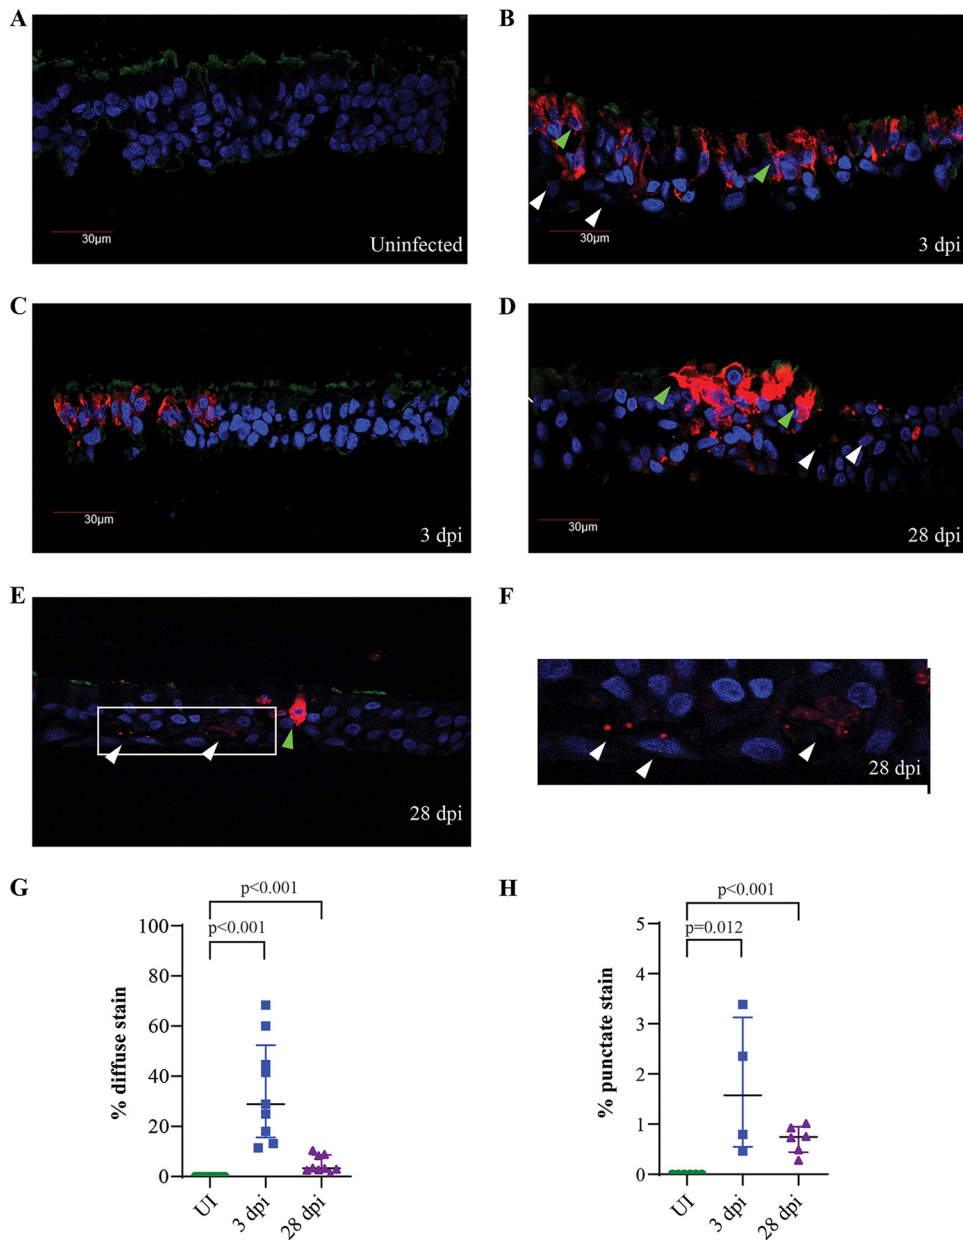 A
30µm
Uninfected
B
30µm
3 dpi
C
30µm
3 dpi
D
30µm
28 dpi
E
28 dpi
F
28 dpi
G
p<0.001
p<0.001
100
80
60
40
20
0
% diffuse stain
UI
3 dpi
28 dpi
H
p<0.001
p=0.012
5
4
3
2
1
0
% punctate stain
UI
3 dpi
28 dpi